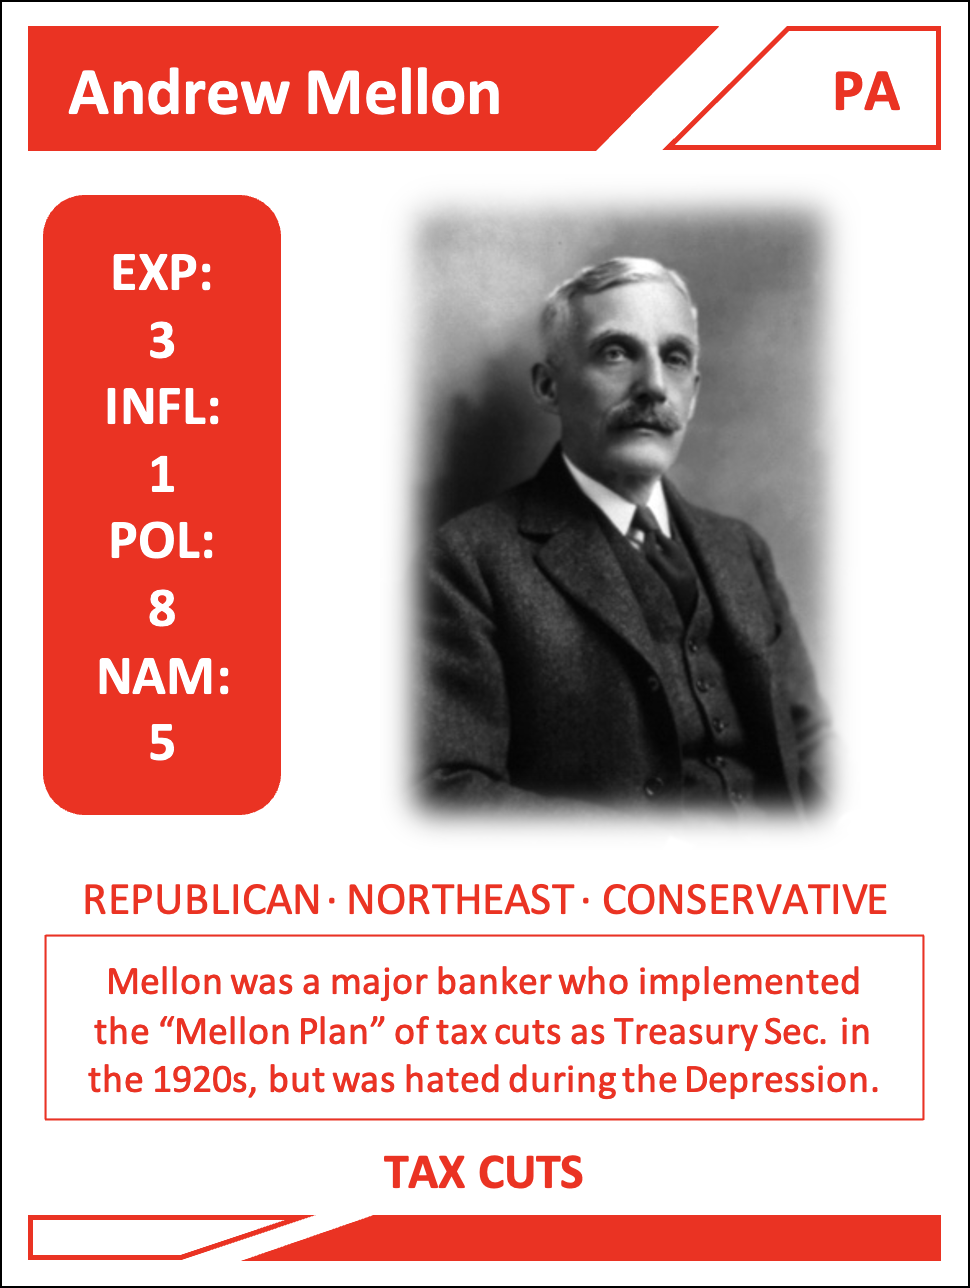 Andrew Mellon
PA
EXP:
3
INFL:
1
POL:
8
NAM:
5
REPUBLICAN · NORTHEAST · CONSERVATIVE
Mellon was a major banker who implemented
the “Mellon Plan” of tax cuts as Treasury Sec. in
the 1920s, but was hated during the Depression.
TAX CUTS